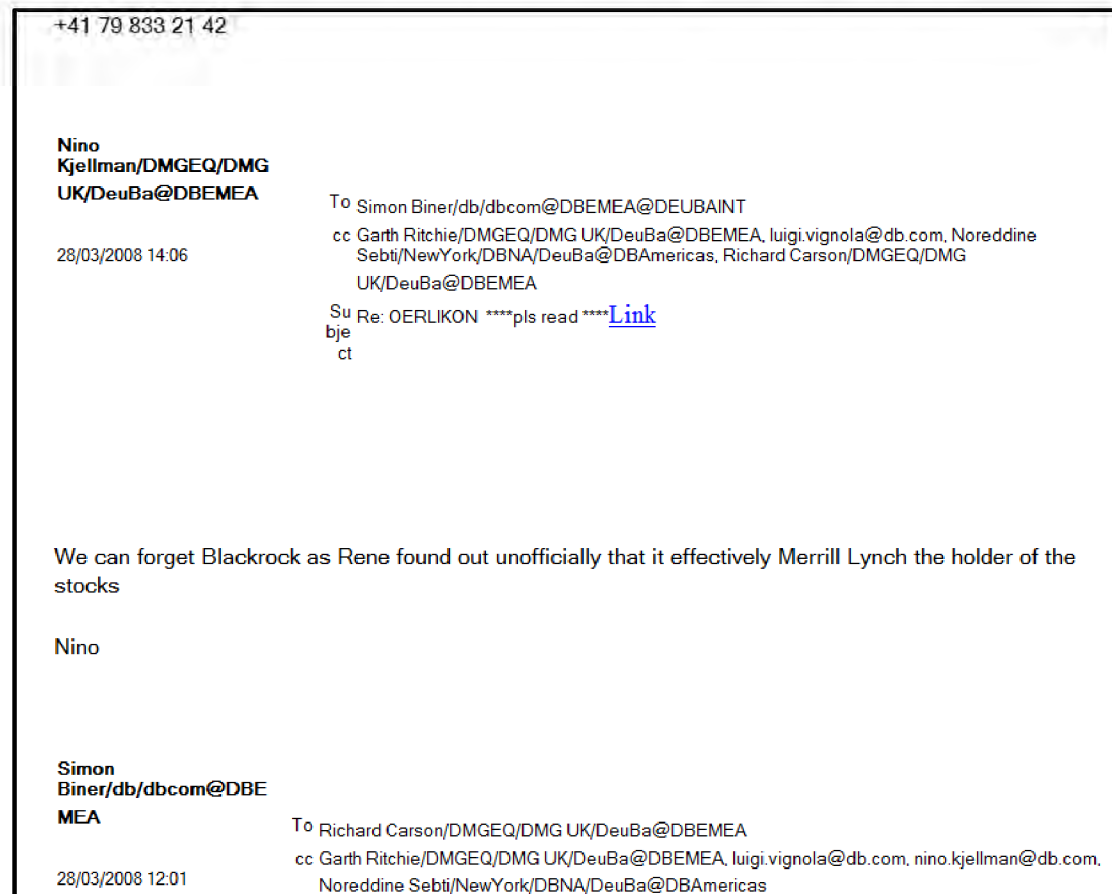 +41 79 833 21 42
Nino
Kjellman/DMGEQ/DMG
UK/DeuBa@DBEMEA
28/03/2008 14:06
To Simon Biner/db/dbcom@DBEMEA@DEUBAINT
cc Garth Ritchie/DMGEQ/DMG UK/DeuBa@DBEMEA, luigi.vignola@db.com, Noreddine
Sebti/NewYork/DBNA/DeuBa@DBAmericas, Richard Carson/DMGEQ/DMG
UK/DeuBa@DBEMEA
Su Re: OERLIKON ****pls read ****Link
bje
ct
We can forget Blackrock as Rene found out unofficially that it effectively Merrill Lynch the holder of the
stocks
Nino
Simon
Biner/db/dbcom@DBE
MEA
28/03/2008 12:01
To Richard Carson/DMGEQ/DMG UK/DeuBa@DBEMEA
cc Garth Ritchie/DMGEQ/DMG UK/DeuBa@DBEMEA, luigi.vignola@db.com, nino.kjellman@db.com,
Noreddine Sebti/NewYork/DBNA/DeuBa@DBAmericas